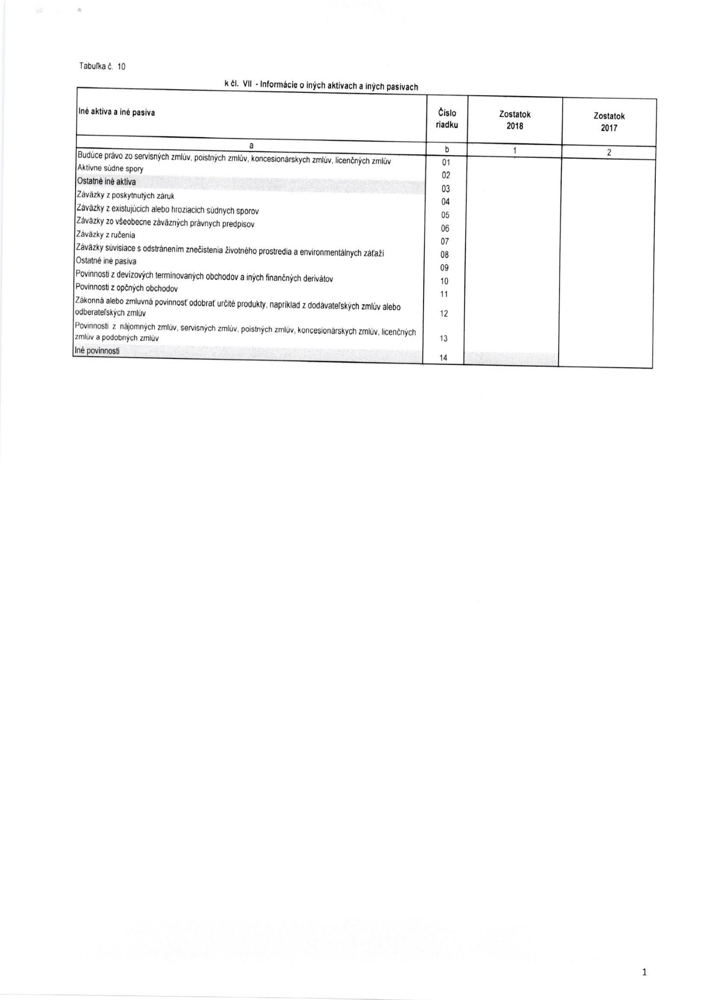 Tabuľka č. 10
k čl. VII - Informácie o iných aktívach a iných pasívach
Iné aktíva a iné pasíva
Číslo
riadku
Zostatok
2018
Zostatok
2017
a
b
1
2
Budúce právo zo servisných zmlúv, poistných zmlúv, koncesionárskych zmlúv, licenčných zmlúv
01
Aktívne súdne spory
02
Ostatné iné aktíva
03
Záväzky z poskytnutých záruk
04
Záväzky z existujúcich alebo hroziacich súdnych sporov
05
Záväzky zo všeobecne záväzných právnych predpisov
06
Záväzky z ručenia
07
Záväzky súvisiace s odstránením znečistenia životného prostredia a environmentálnych záťaží
08
Ostatné iné pasíva
09
Povinnosti z devízových termínovaných obchodov a iných finančných derivátov
10
Povinnosti z opčných obchodov
11
Zákonná alebo zmluvná povinnosť odobrať určité produkty, napríklad z dodávateľských zmlúv alebo
odberateľských zmlúv
12
Povinnosti z nájomných zmlúv, servisných zmlúv, poistných zmlúv, koncesionárskych zmlúv, licenčných
zmlúv a podobných zmlúv
13
Iné povinnosti
14
1